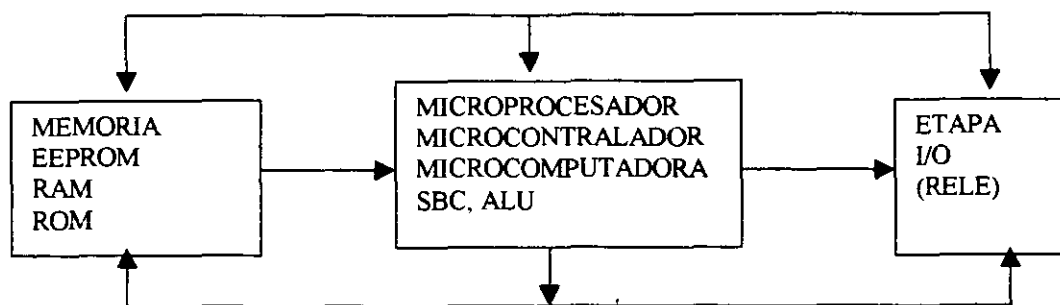 MEMORIA
EEPROM
RAM
ROM
MICROPROCESADOR
MICROCONTRALADOR
MICROCOMPUTADORA
SBC, ALU
ETAPA
I/O
(RELE)